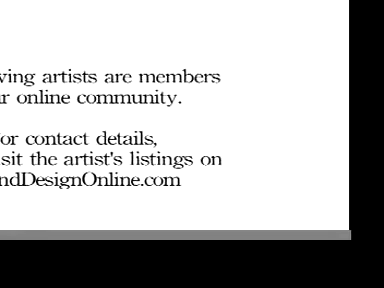 ving artists are members
r online community.
or contact details,
sit the artist's listings on
ndDesignOnline.com